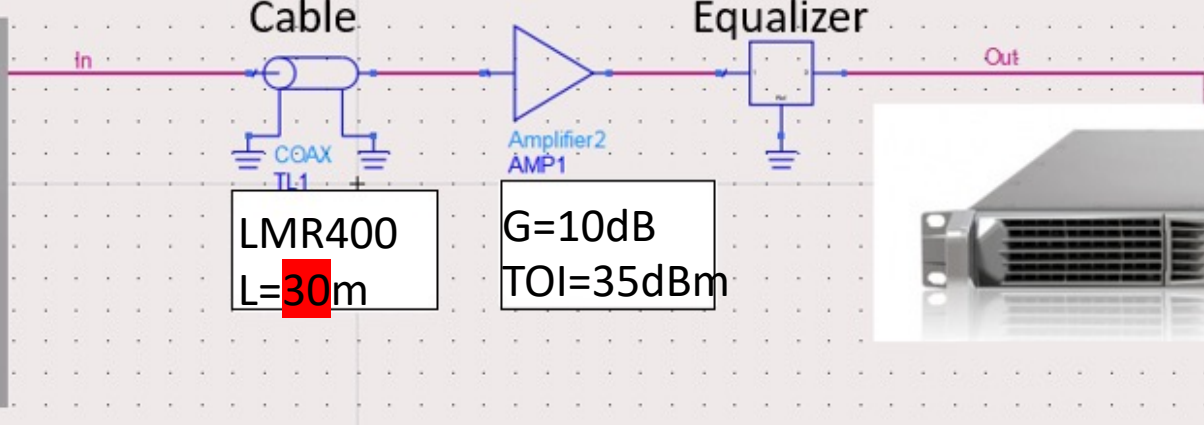 Cable
Equalizer
In
Out
COAX
TL1
Amplifier2
AMP1
LMR400
L=30m
G=10dB
TOI=35dBm